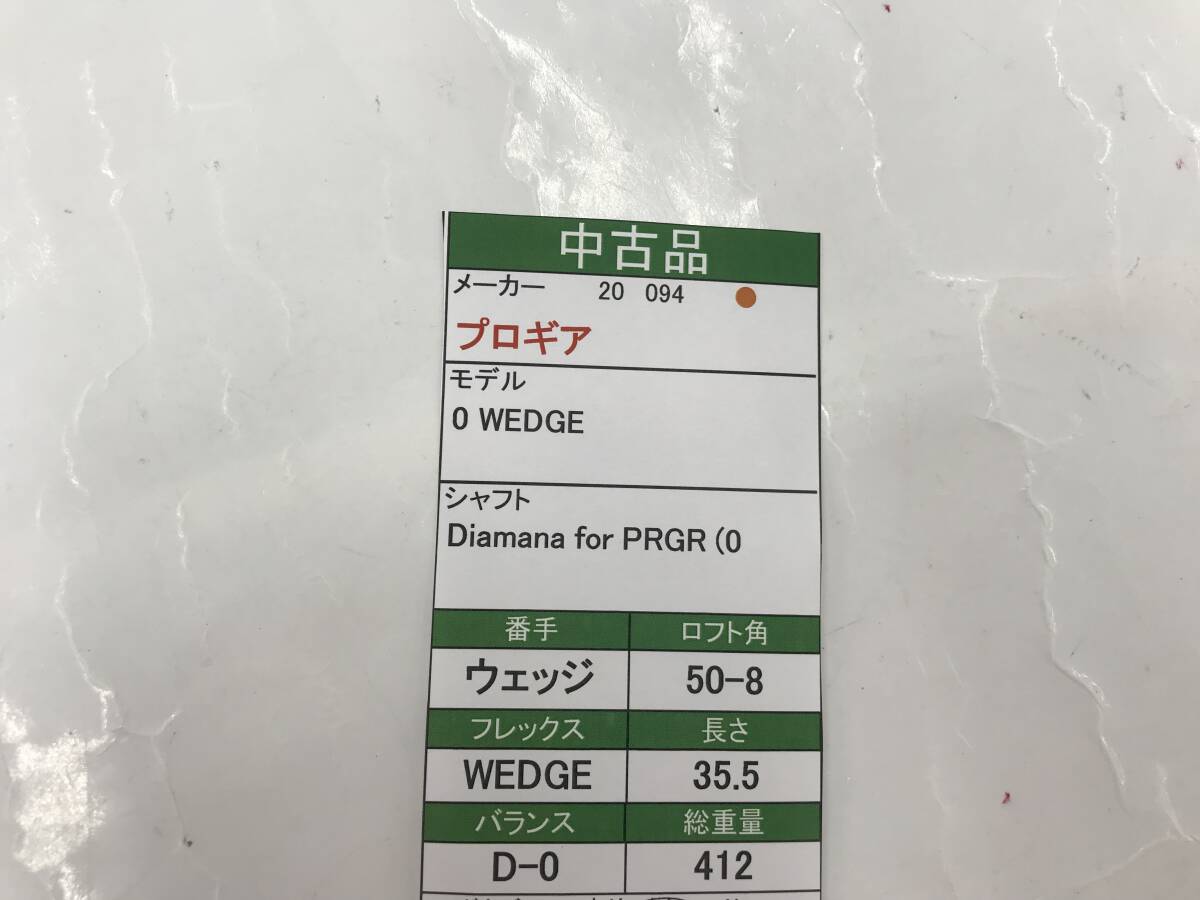 中古品
メーカー 20 094
プロギア
モデル
0 WEDGE
シャフト
Diamana for PRGR (0
番手 ロフト角
ウェッジ 50-8
フレックス 長さ
WEDGE 35.5
バランス 総重量
D-0 412